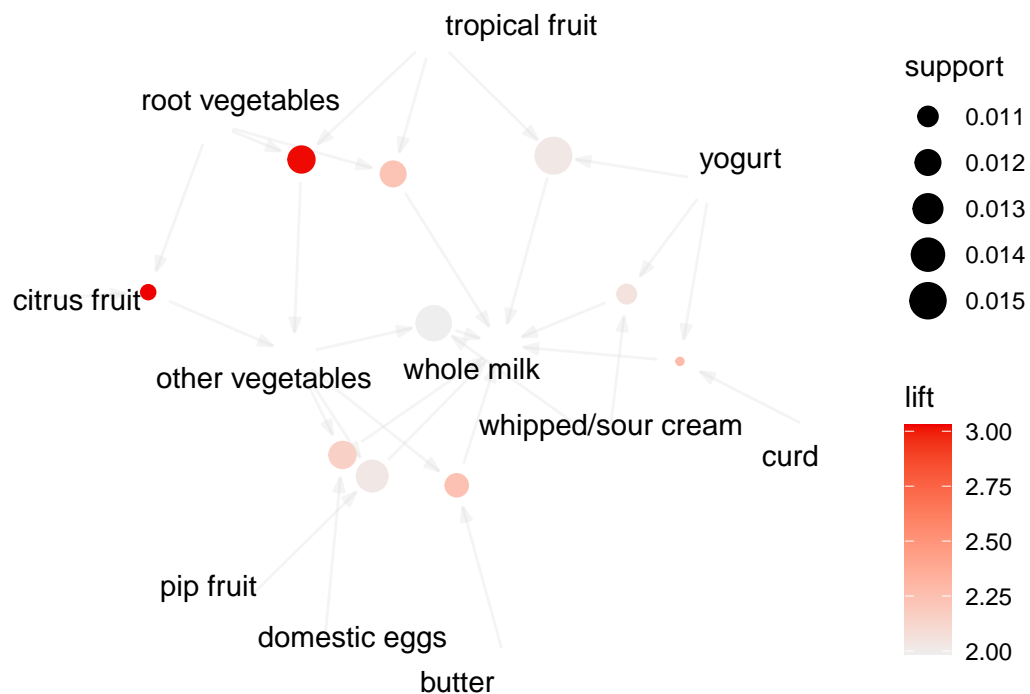 tropical fruit
root vegetables
yogurt
citrus fruit
other vegetables
whole milk
whipped/sour cream
curd
pip fruit
domestic eggs
butter
support
0.011
0.012
0.013
0.014
0.015
lift
3.00
2.75
2.50
2.25
2.00